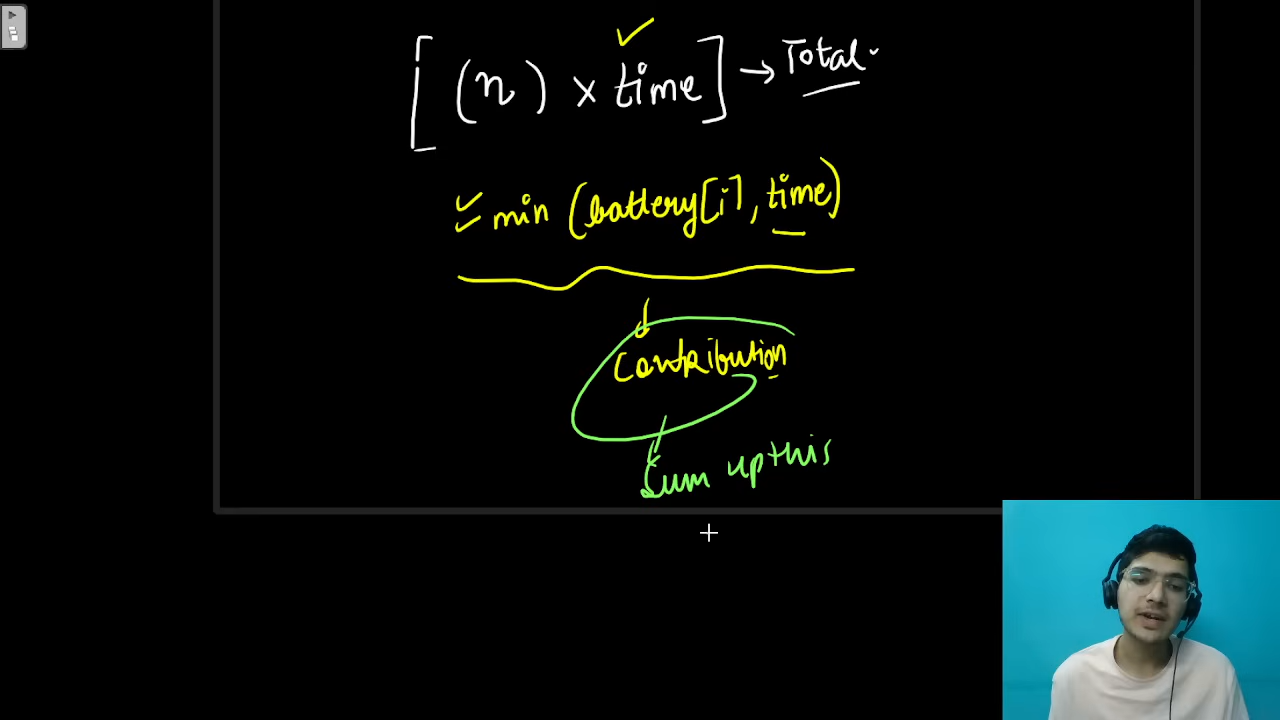 [ (n) × time ] → Total
min (battery[i], time)
Contribution
Sum up this